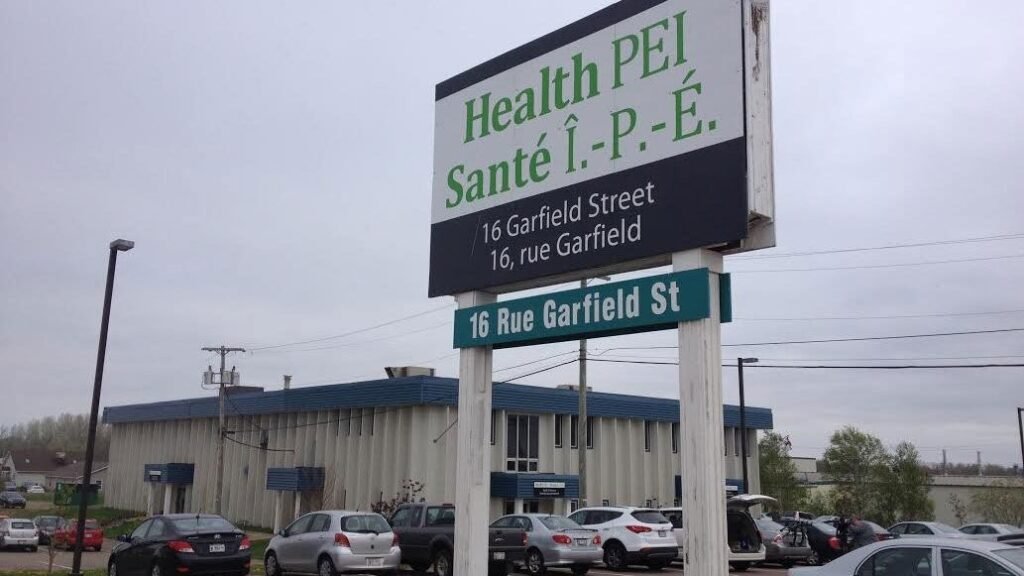 Health PEI
Santé Î.-P.-É.
16 Garfield Street
16, rue Garfield
16 Rue Garfield St